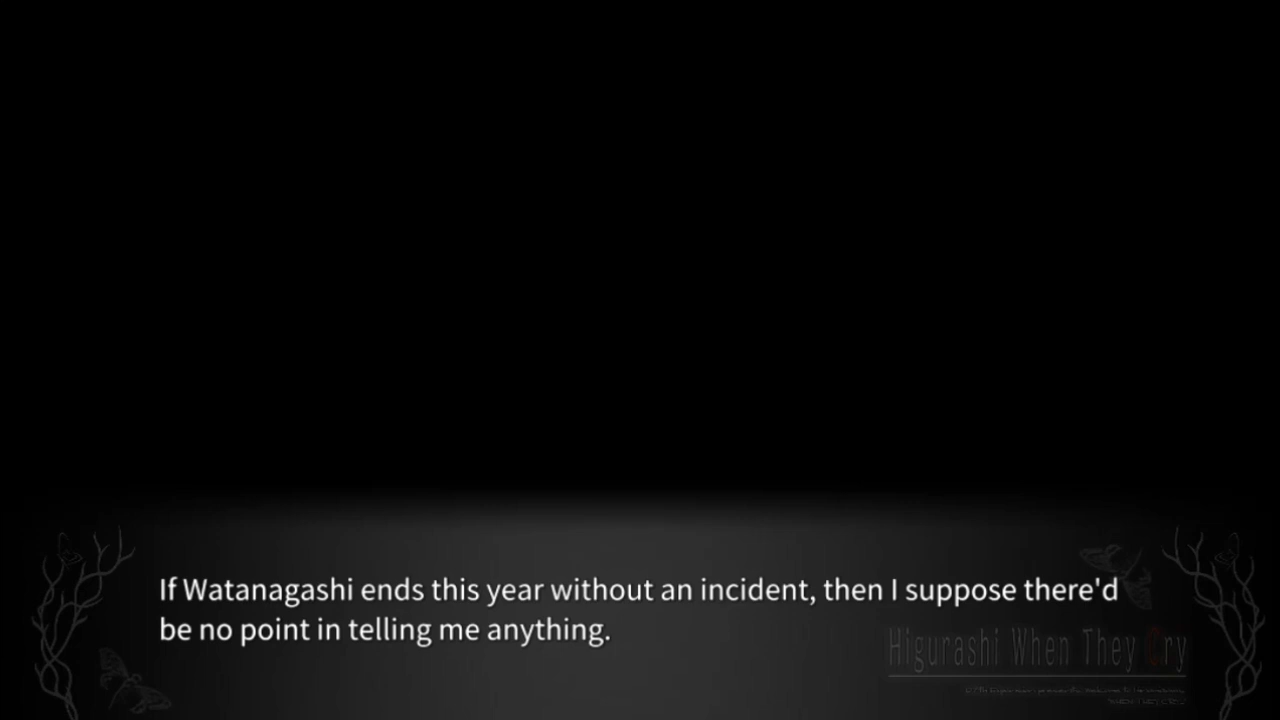 If Watanagashi ends this year without an incident, then I suppose there'd
be no point in telling me anything.
Higurashi When They Cry